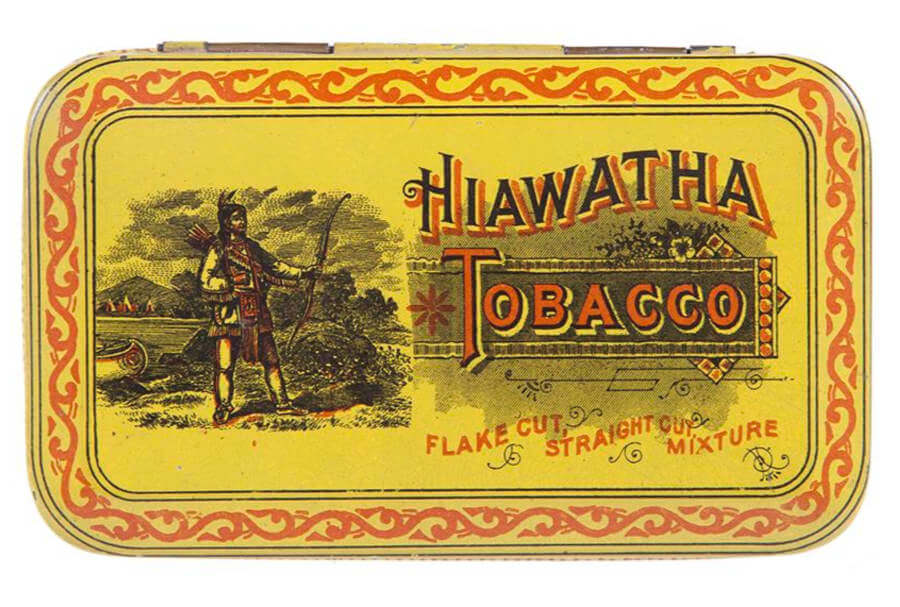 HIAWATHA
TOBACCO
FLAKE CUT, STRAIGHT CUT MIXTURE